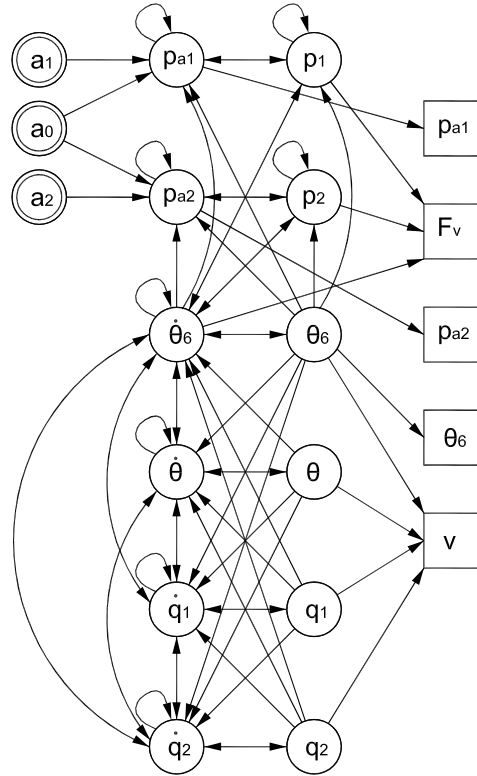 a₁ pₐ₁ p₁
a₀ pₐ₁
a₂ pₐ₂ p₂ Fᵥ
θ̇₆ θ₆ pₐ₂
θ₆
θ̇ θ v
q̇₁ q₁
q̇₂ q₂